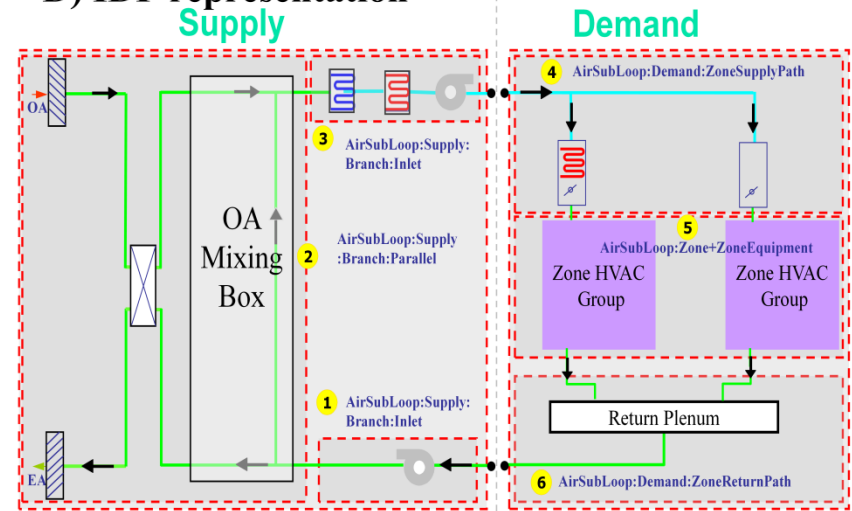 D) IDF representation
Supply
Demand
OA
3
AirSubLoop:Supply:
Branch:Inlet
4
AirSubLoop:Demand:ZoneSupplyPath
OA
Mixing
Box
2
AirSubLoop:Supply
:Branch:Parallel
5
AirSubLoop:Zone+ZoneEquipment
Zone HVAC
Group
Zone HVAC
Group
1
AirSubLoop:Supply:
Branch:Inlet
Return Plenum
EA
6
AirSubLoop:Demand:ZoneReturnPath